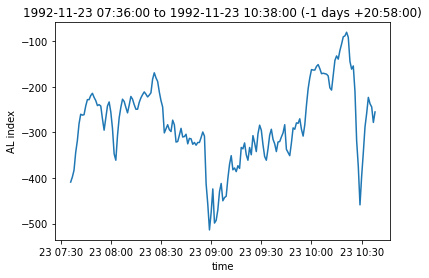 1992-11-23 07:36:00 to 1992-11-23 10:38:00 (-1 days +20:58:00)
−100
−200
−300
−400
−500
AL index
23 07:30 23 08:00 23 08:30 23 09:00 23 09:30 23 10:00 23 10:30
time